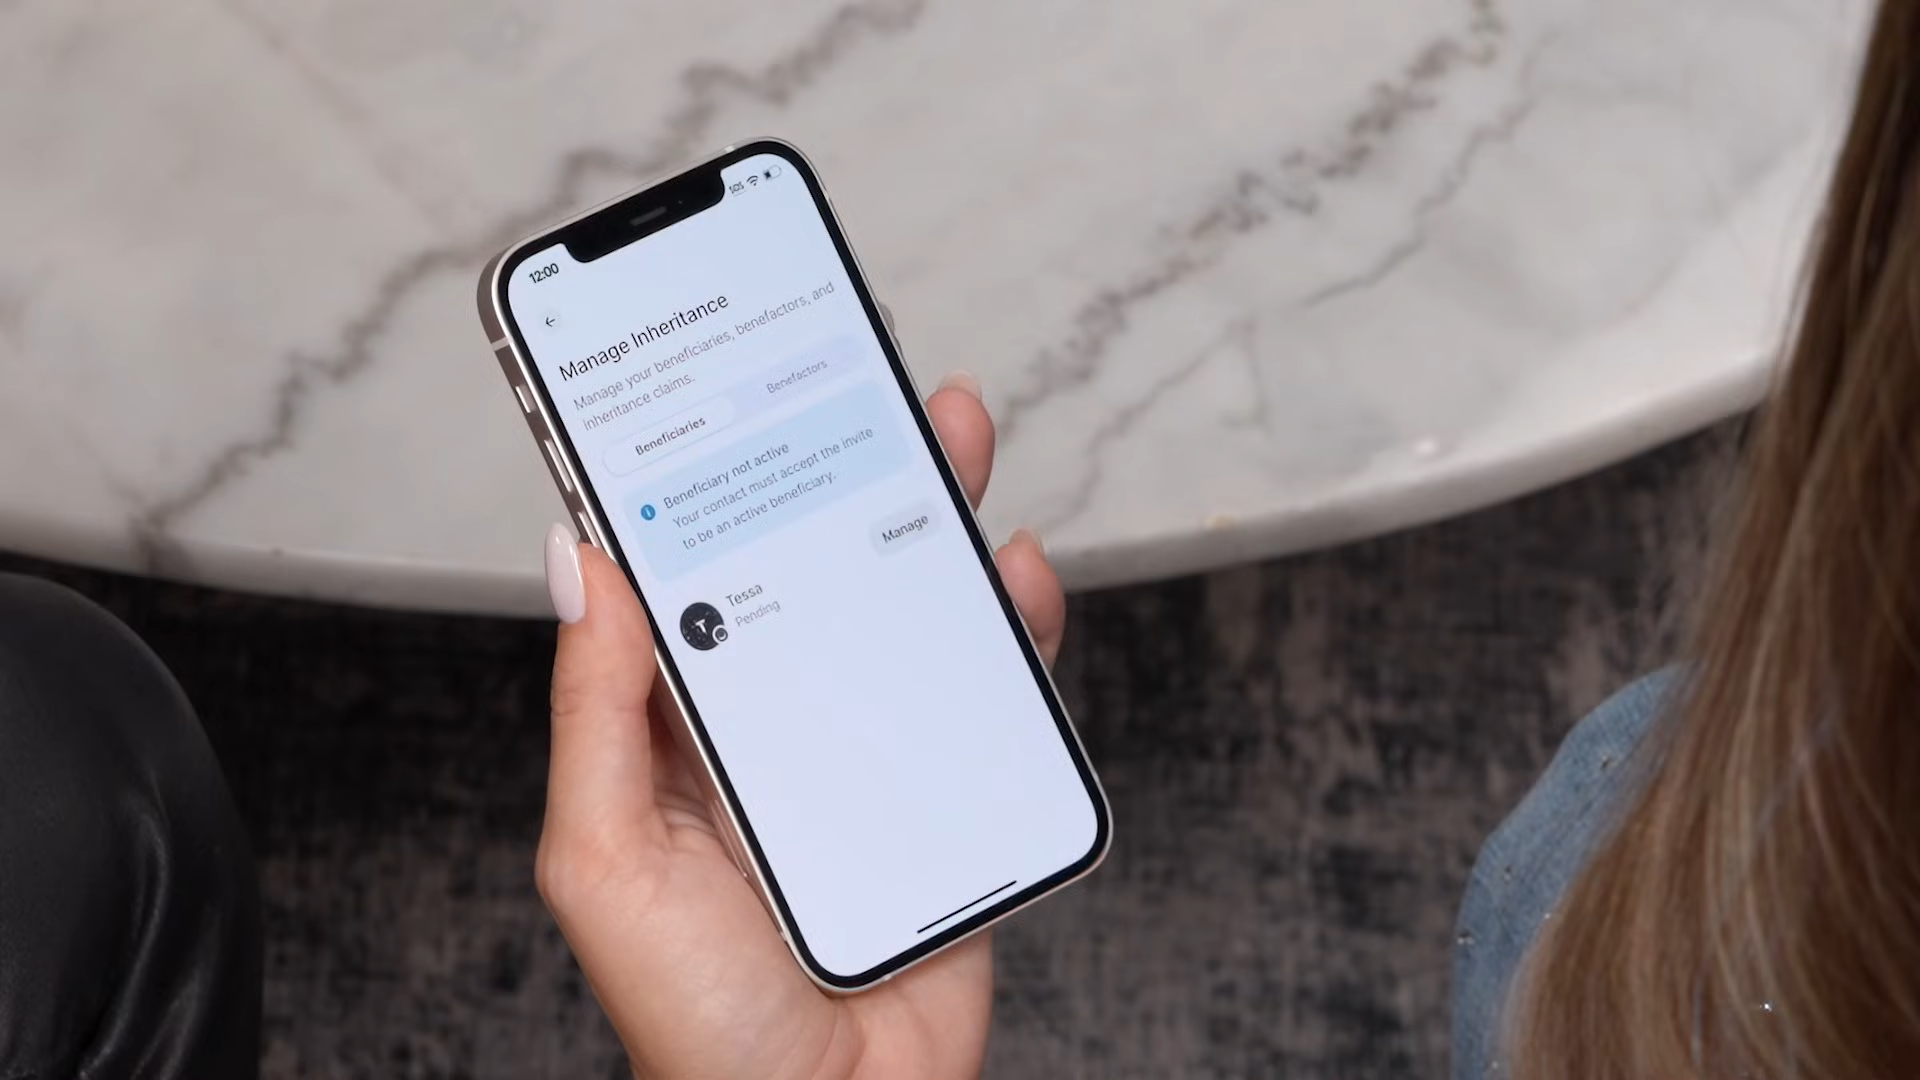 12:00
SOS
Manage Inheritance
Manage your beneficiaries, benefactors, and
inheritance claims.
Beneficiaries
Benefactors
Beneficiary not active
Your contact must accept the invite
to be an active beneficiary.
Manage
T
Tessa
Pending